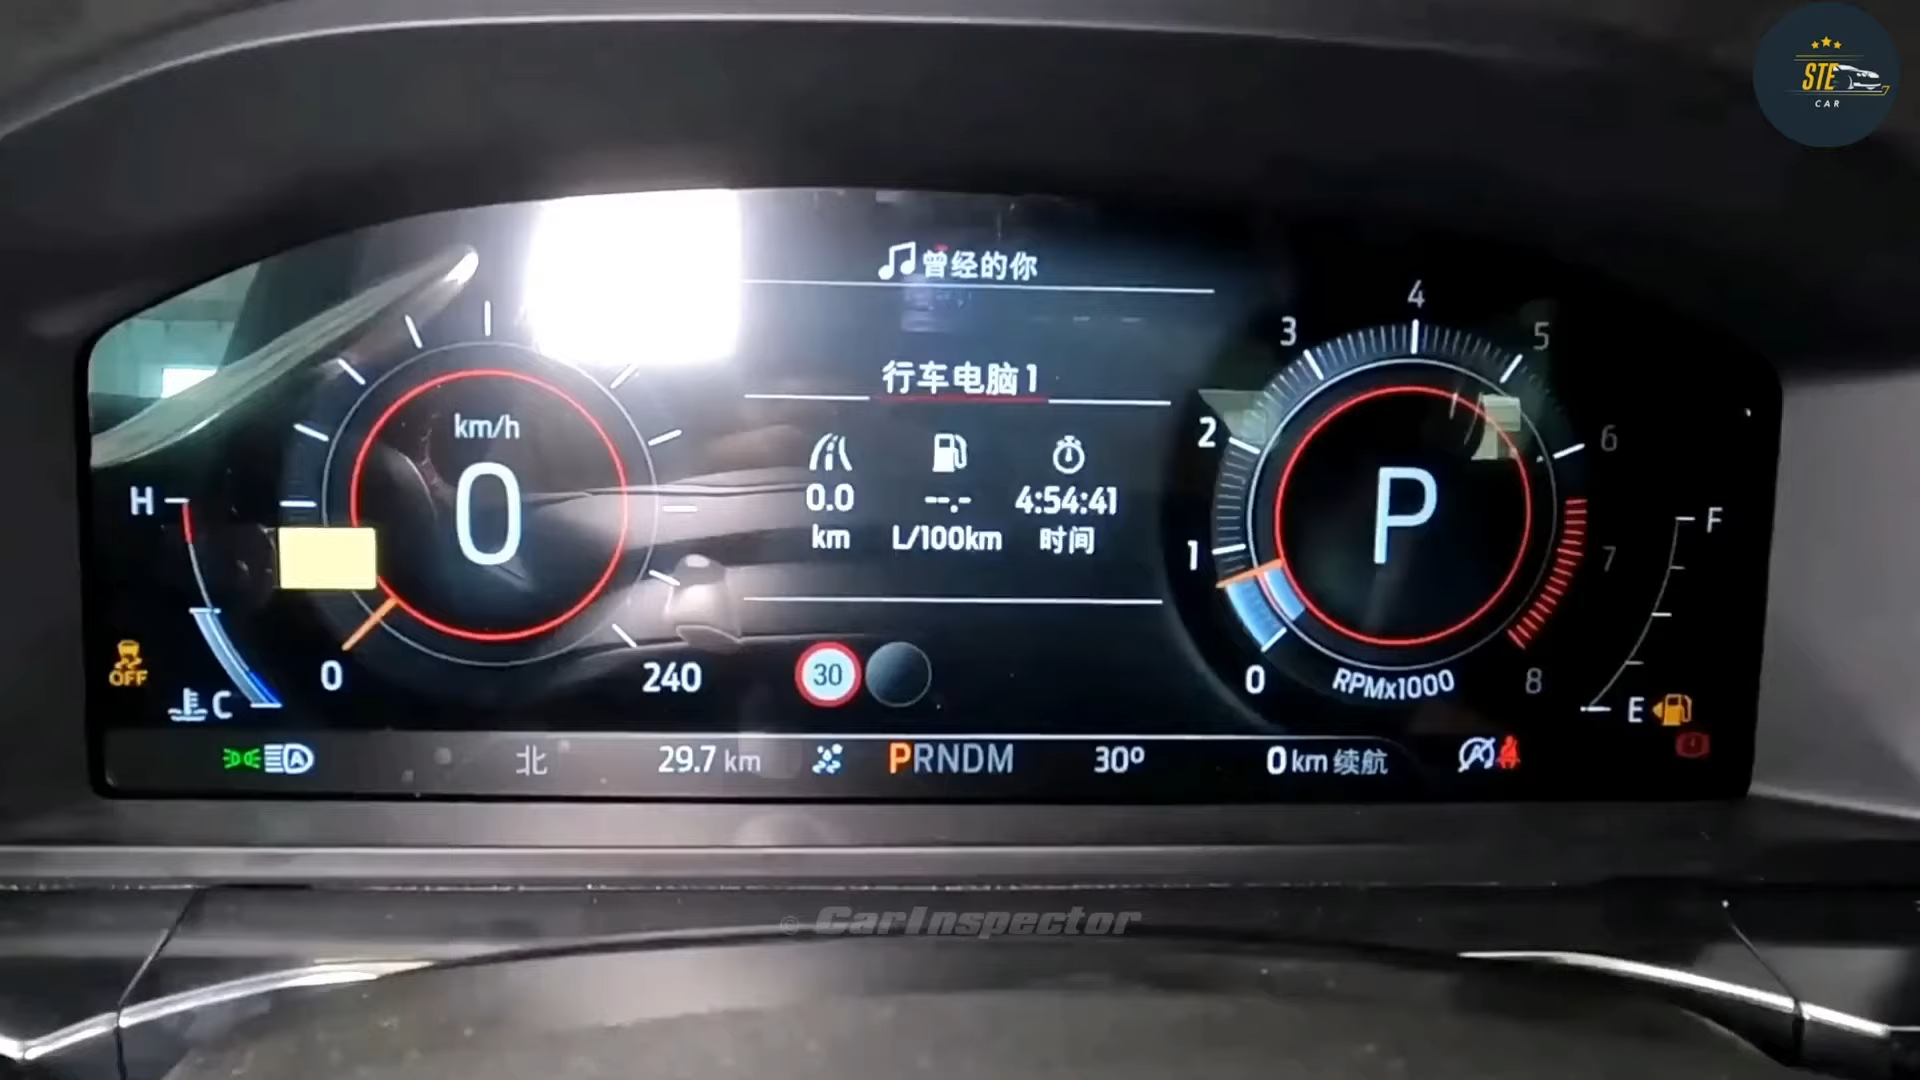 STE
CAR
曾经的你
行车电脑1
km/h
0
0
240
H
C
OFF
0.0
km
--.-
L/100km
4:54:41
时间
30
P
0
1
2
3
4
5
6
7
8
RPMx1000
F
E
A
北
29.7 km
PRNDM
30º
0 km 续航
A
© CarInspector